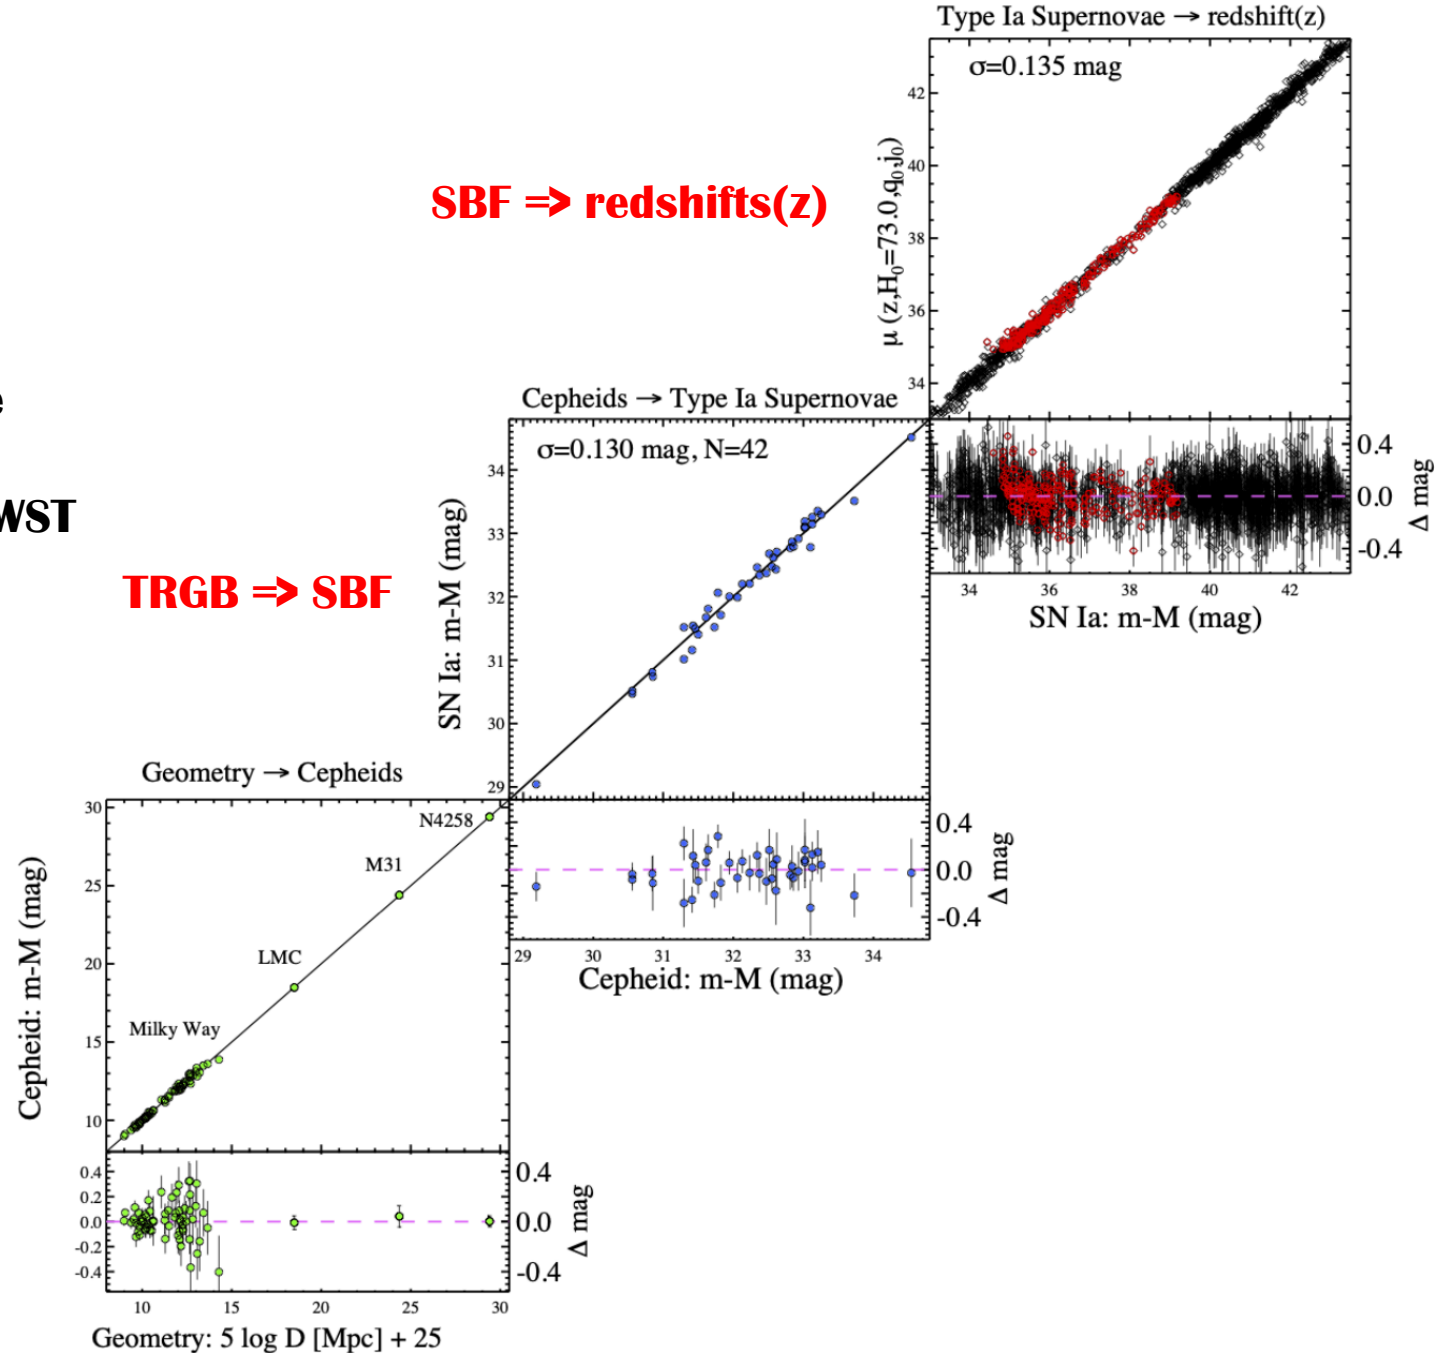 Type Ia Supernovae → redshift(z)
σ=0.135 mag
42
40
38
36
34
μ (z,H₀=73.0,q₀,j₀)
SBF => redshifts(z)
e
Cepheids → Type Ia Supernovae
σ=0.130 mag, N=42
34
33
32
31
30
29
SN Ia: m-M (mag)
0.4
0.0
-0.4
Δ mag
34 36 38 40 42
SN Ia: m-M (mag)
WST
TRGB => SBF
Geometry → Cepheids
30
25
20
15
10
Cepheid: m-M (mag)
N4258
M31
LMC
Milky Way
0.4
0.0
-0.4
Δ mag
29 30 31 32 33 34
Cepheid: m-M (mag)
0.4
0.2
0.0
-0.2
-0.4
0.4
0.0
-0.4
Δ mag
10 15 20 25 30
Geometry: 5 log D [Mpc] + 25